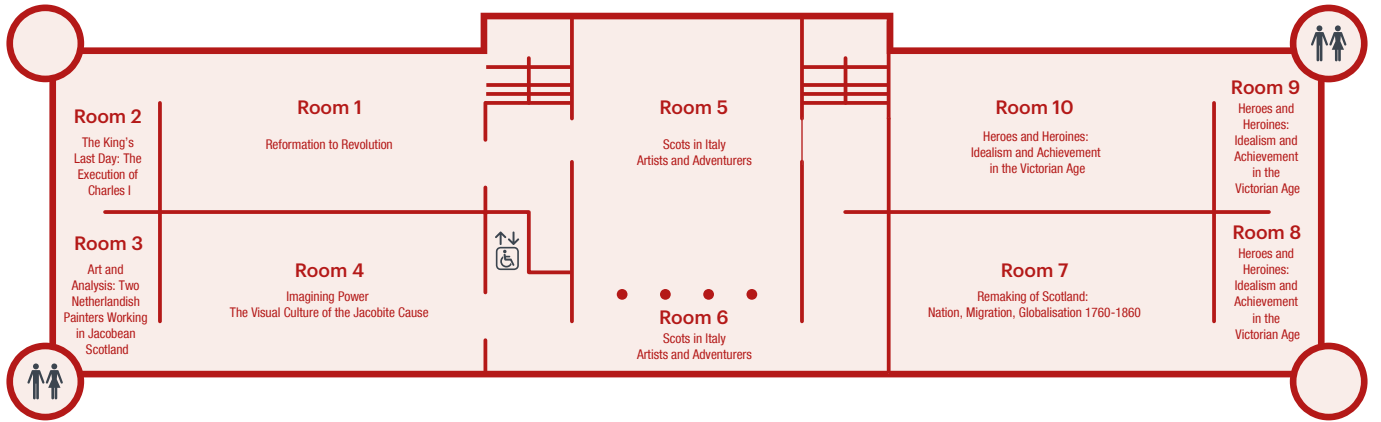 Room 1
Reformation to Revolution
Room 2
The King's
Last Day: The
Execution of
Charles I
Room 3
Art and
Analysis: Two
Netherlandish
Painters Working
in Jacobean
Scotland
Room 4
Imagining Power
The Visual Culture of the Jacobite Cause
Room 5
Scots in Italy
Artists and Adventurers
Room 6
Scots in Italy
Artists and Adventurers
Room 7
Remaking of Scotland:
Nation, Migration, Globalisation 1760-1860
Room 8
Heroes and
Heroines:
Idealism and
Achievement
in the
Victorian Age
Room 9
Heroes and
Heroines:
Idealism and
Achievement
in the
Victorian Age
Room 10
Heroes and Heroines:
Idealism and Achievement
in the Victorian Age